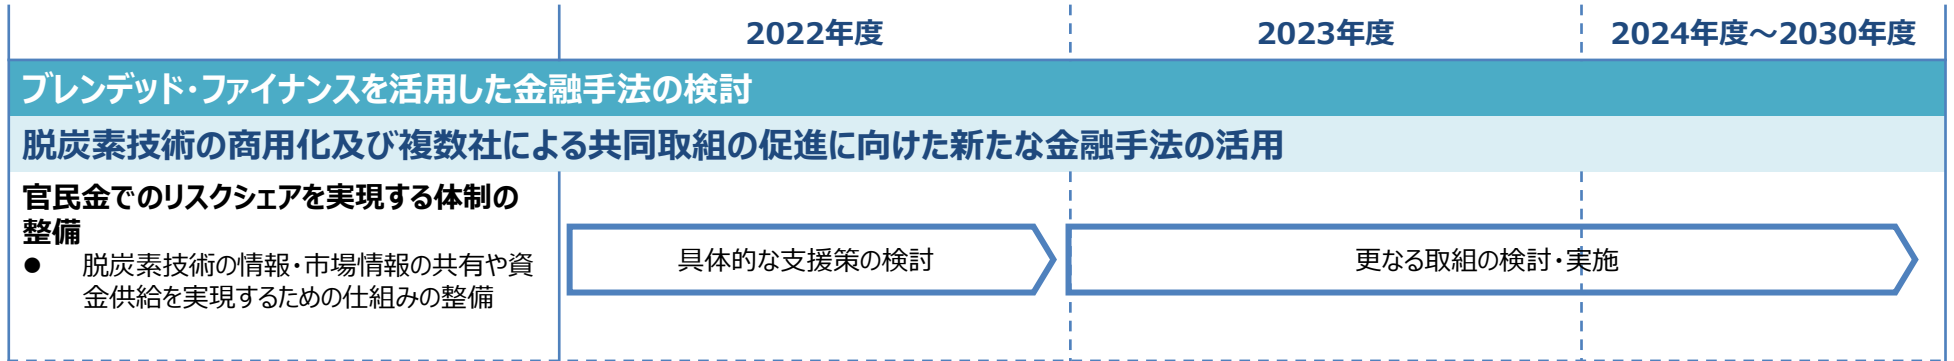 2022年度 2023年度 2024年度～2030年度
ブレンデッド・ファイナンスを活用した金融手法の検討
脱炭素技術の商用化及び複数社による共同取組の促進に向けた新たな金融手法の活用
官民金でのリスクシェアを実現する体制の
整備
● 脱炭素技術の情報・市場情報の共有や資
金供給を実現するための仕組みの整備
具体的な支援策の検討
更なる取組の検討・実施